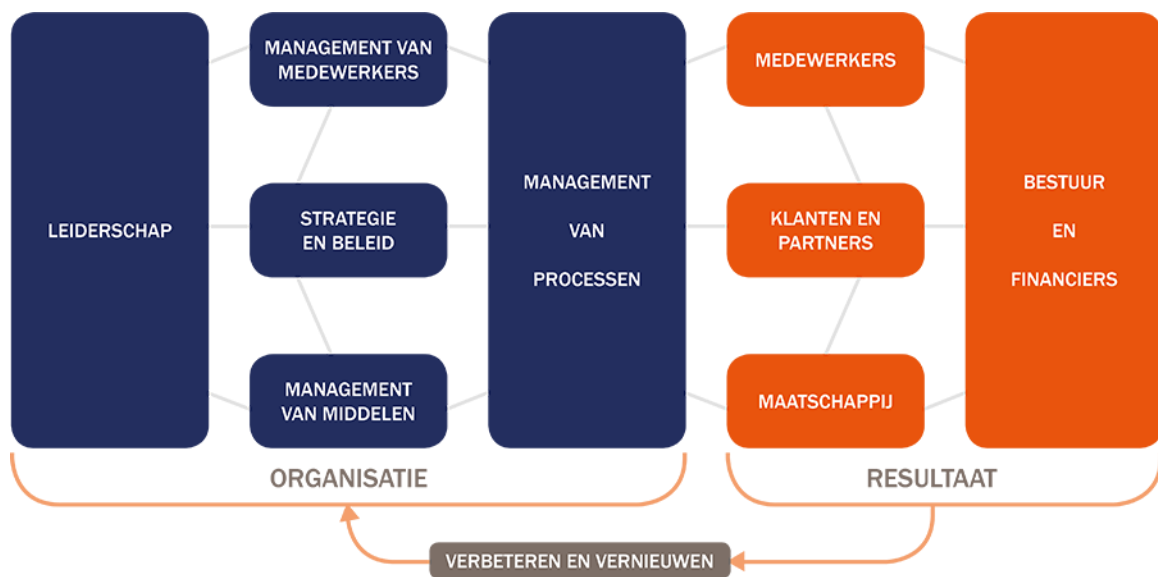 LEIDERSCHAP
MANAGEMENT VAN
MEDEWERKERS
STRATEGIE
EN BELEID
MANAGEMENT
VAN MIDDELEN
MANAGEMENT
VAN
PROCESSEN
MEDEWERKERS
KLANTEN EN
PARTNERS
MAATSCHAPPIJ
BESTUUR
EN
FINANCIERS
ORGANISATIE
RESULTAAT
VERBETEREN EN VERNIEUWEN